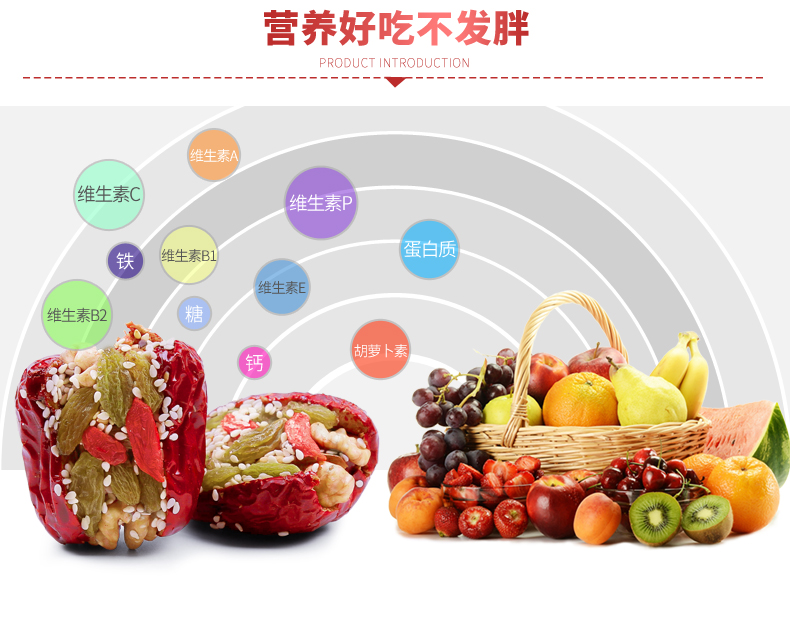 营养好吃不发胖
PRODUCT INTRODUCTION
维生素A
维生素C
维生素P
维生素B1
蛋白质
铁
维生素E
维生素B2
糖
胡萝卜素
钙